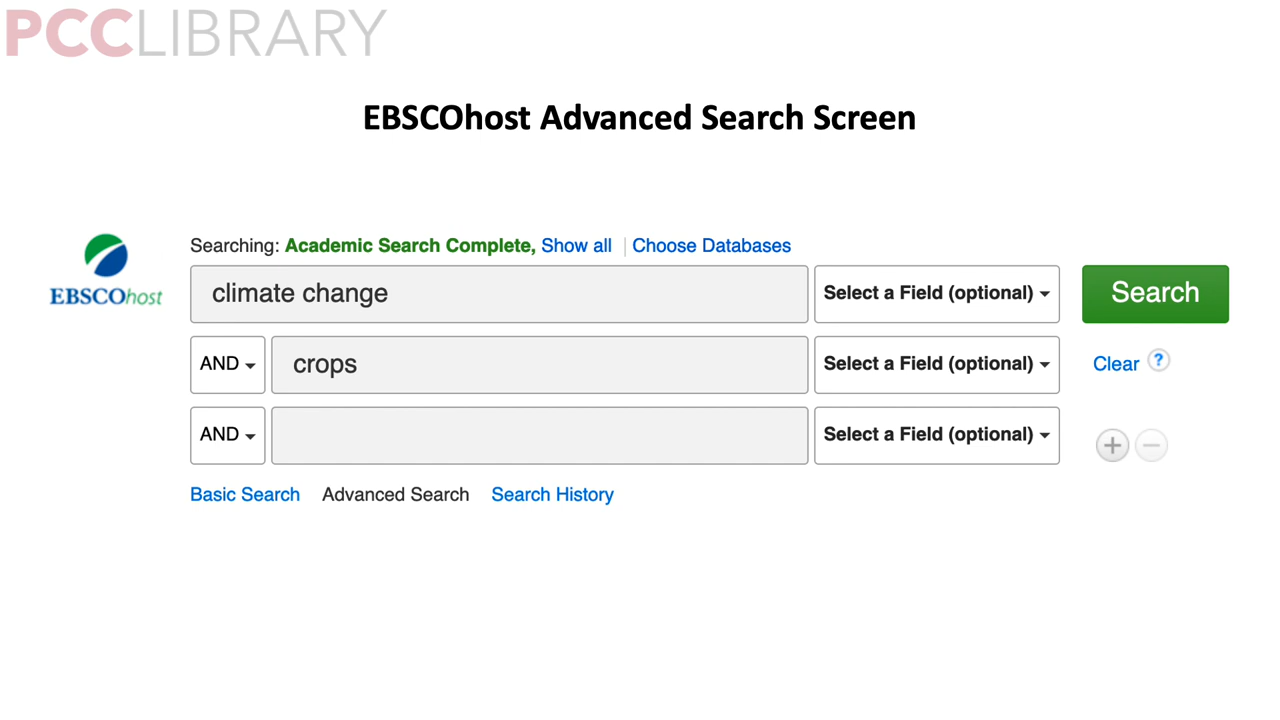 PCCLIBRARY
EBSCOhost Advanced Search Screen
Searching: Academic Search Complete, Show all | Choose Databases
EBSCOhost
climate change Select a Field (optional) Search
AND crops Select a Field (optional) Clear ?
AND Select a Field (optional) + −
Basic Search Advanced Search Search History